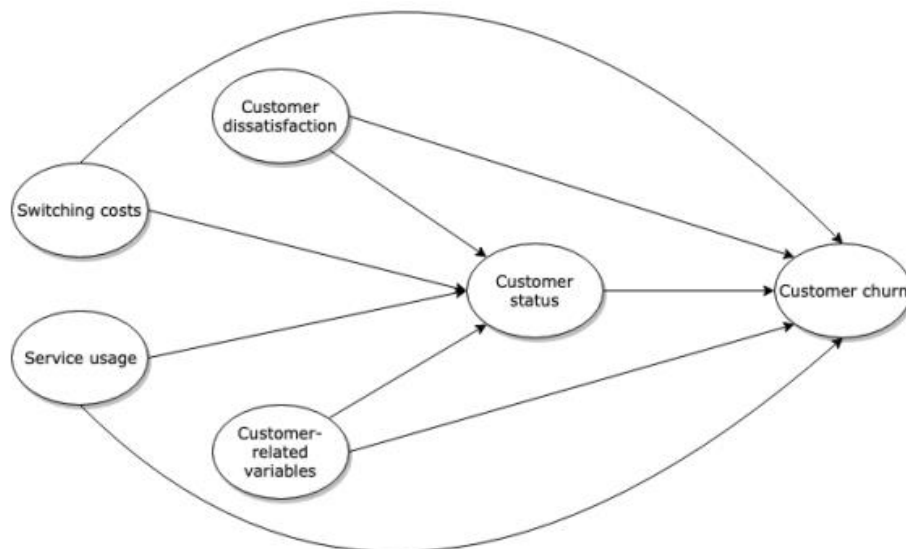 Customer
dissatisfaction
Switching costs
Customer
status
Customer churn
Service usage
Customer-
related
variables